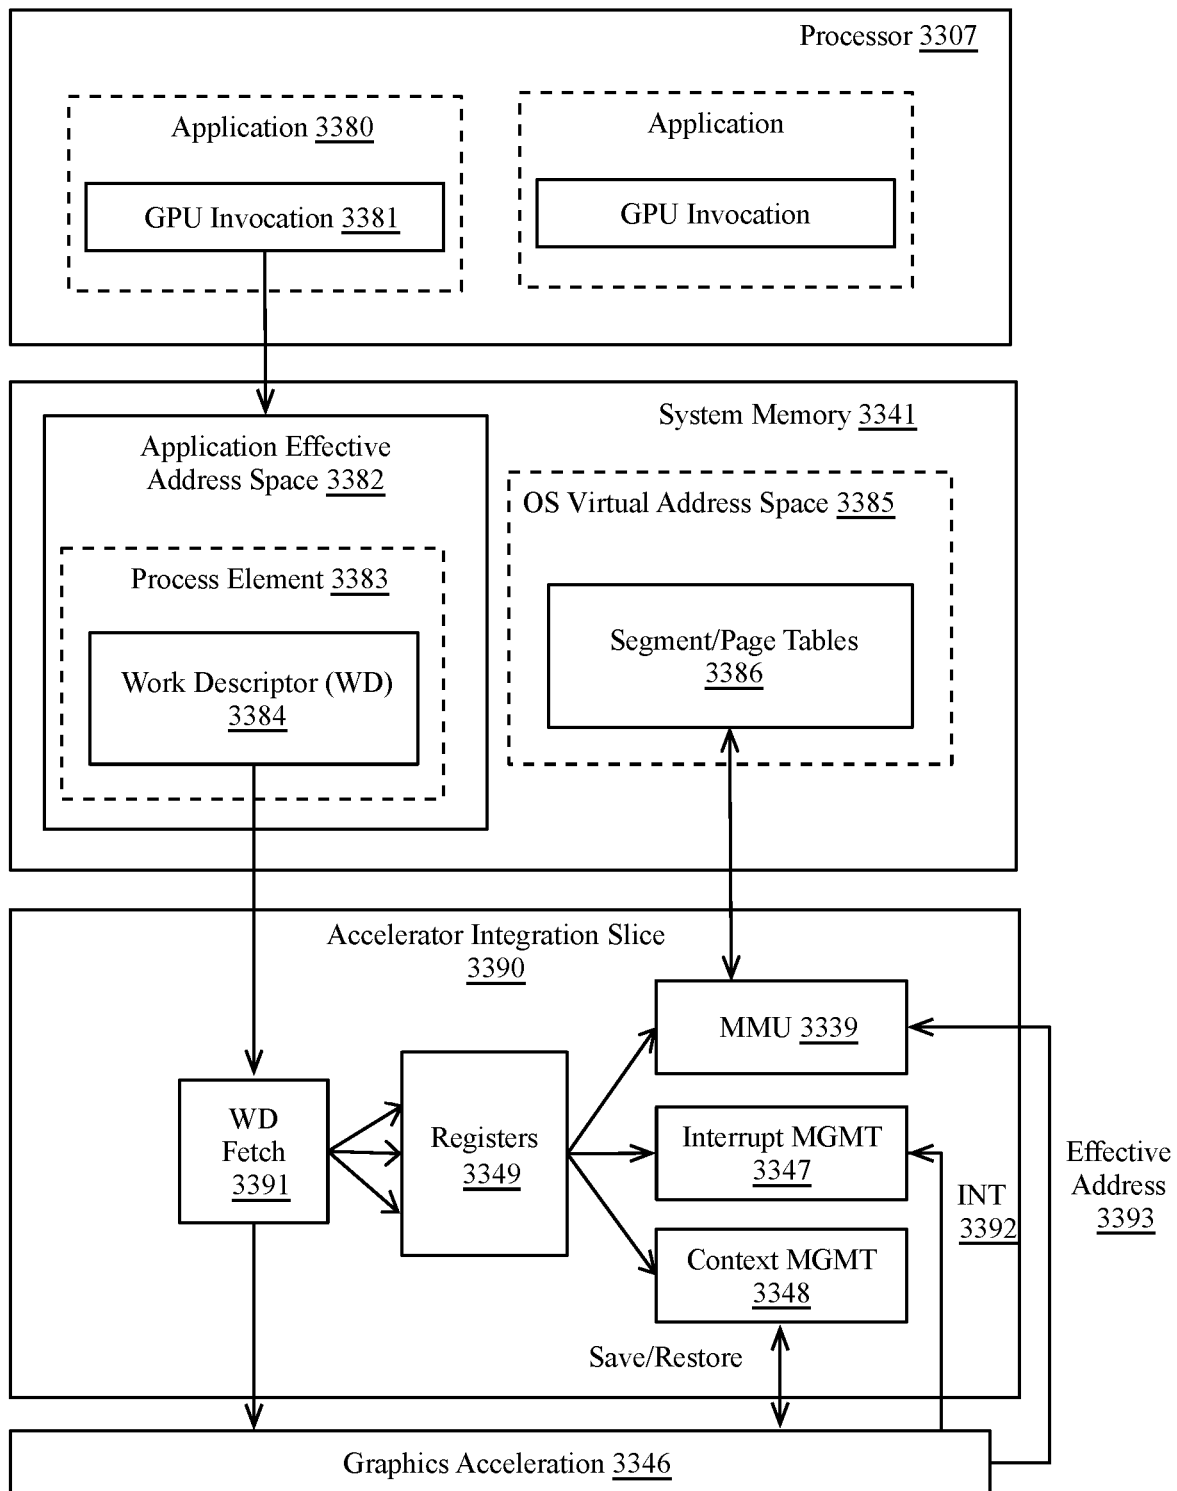 Processor 3307
Application 3380
Application
GPU Invocation 3381
GPU Invocation
System Memory 3341
Application Effective
Address Space 3382
OS Virtual Address Space 3385
Process Element 3383
Segment/Page Tables
3386
Work Descriptor (WD)
3384
Accelerator Integration Slice
3390
MMU 3339
WD
Fetch
3391
Registers
3349
Interrupt MGMT
3347
Effective
Address
3393
INT
3392
Context MGMT
3348
Save/Restore
Graphics Acceleration 3346